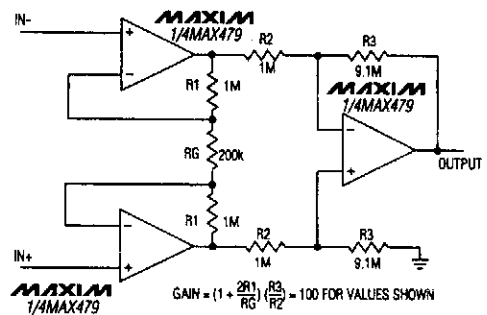 IN-
MAXIM
1/4MAX479
R2
1M
R3
9.1M
R1
1M
MAXIM
1/4MAX479
RG
200k
OUTPUT
R1
1M
R2
1M
R3
9.1M
IN+
MAXIM
1/4MAX479
GAIN = (1 + 2R1/RG) (R3/R2) = 100 FOR VALUES SHOWN